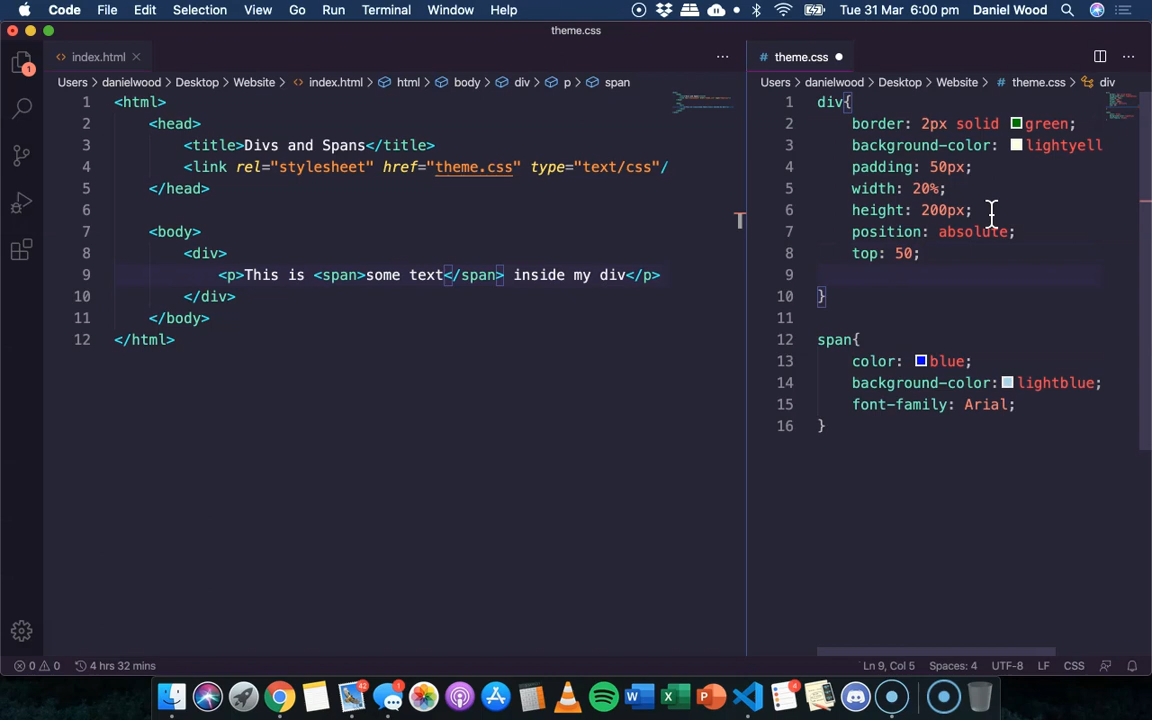 Code File Edit Selection View Go Run Terminal Window Help Tue 31 Mar 6:00 pm Daniel Wood
theme.css
index.html
# theme.css
Users > danielwood > Desktop > Website > index.html > html > body > div > p > span
Users > danielwood > Desktop > Website > # theme.css > div
1 <html>
2 <head>
3 <title>Divs and Spans</title>
4 <link rel="stylesheet" href="theme.css" type="text/css"/
5 </head>
6
7 <body>
8 <div>
9 <p>This is <span>some text</span> inside my div</p>
10 </div>
11 </body>
12 </html>
1 div{
2 border: 2px solid green;
3 background-color: lightyell
4 padding: 50px;
5 width: 20%;
6 height: 200px;
7 position: absolute;
8 top: 50;
9
10 }
11
12 span{
13 color: blue;
14 background-color: lightblue;
15 font-family: Arial;
16 }
1
0 0 4 hrs 32 mins Ln 9, Col 5 Spaces: 4 UTF-8 LF CSS
42 1 4